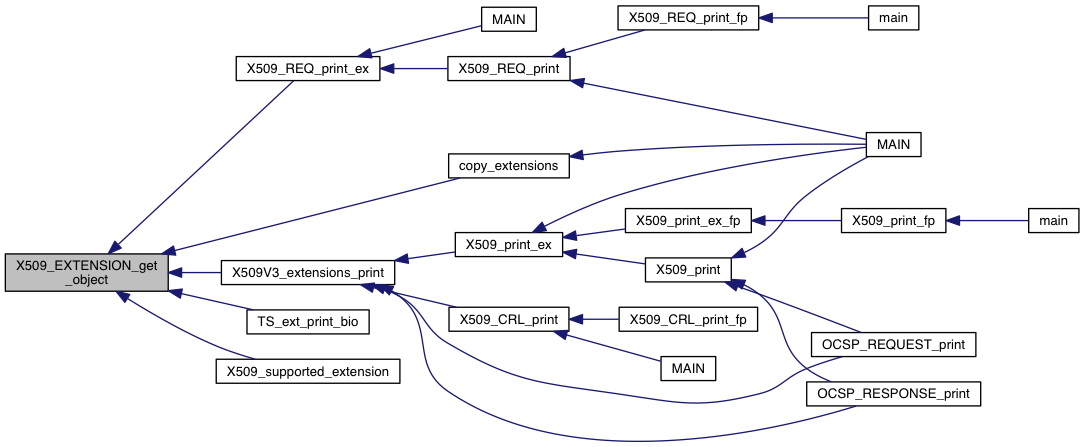 MAIN
X509_REQ_print_fp
main
X509_REQ_print_ex
X509_REQ_print
MAIN
copy_extensions
X509_print_ex_fp
X509_print_fp
main
X509_print_ex
X509_EXTENSION_get
_object
X509V3_extensions_print
X509_print
TS_ext_print_bio
X509_CRL_print
X509_CRL_print_fp
OCSP_REQUEST_print
X509_supported_extension
MAIN
OCSP_RESPONSE_print